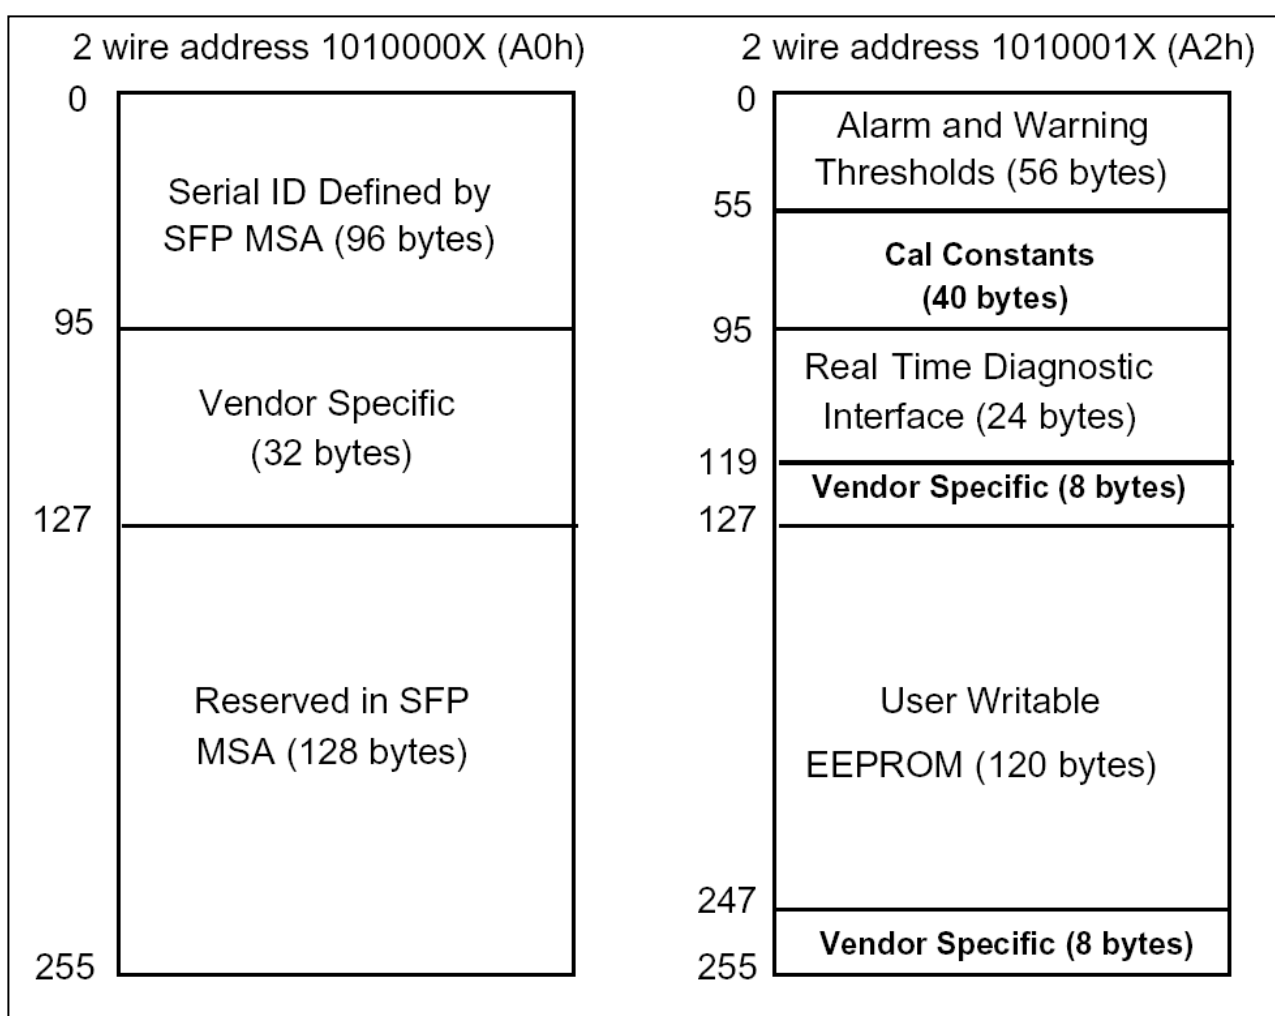 2 wire address 1010000X (A0h)
0
Serial ID Defined by
SFP MSA (96 bytes)
95
Vendor Specific
(32 bytes)
127
Reserved in SFP
MSA (128 bytes)
255
2 wire address 1010001X (A2h)
0
Alarm and Warning
Thresholds (56 bytes)
55
Cal Constants
(40 bytes)
95
Real Time Diagnostic
Interface (24 bytes)
119
Vendor Specific (8 bytes)
127
User Writable
EEPROM (120 bytes)
247
Vendor Specific (8 bytes)
255